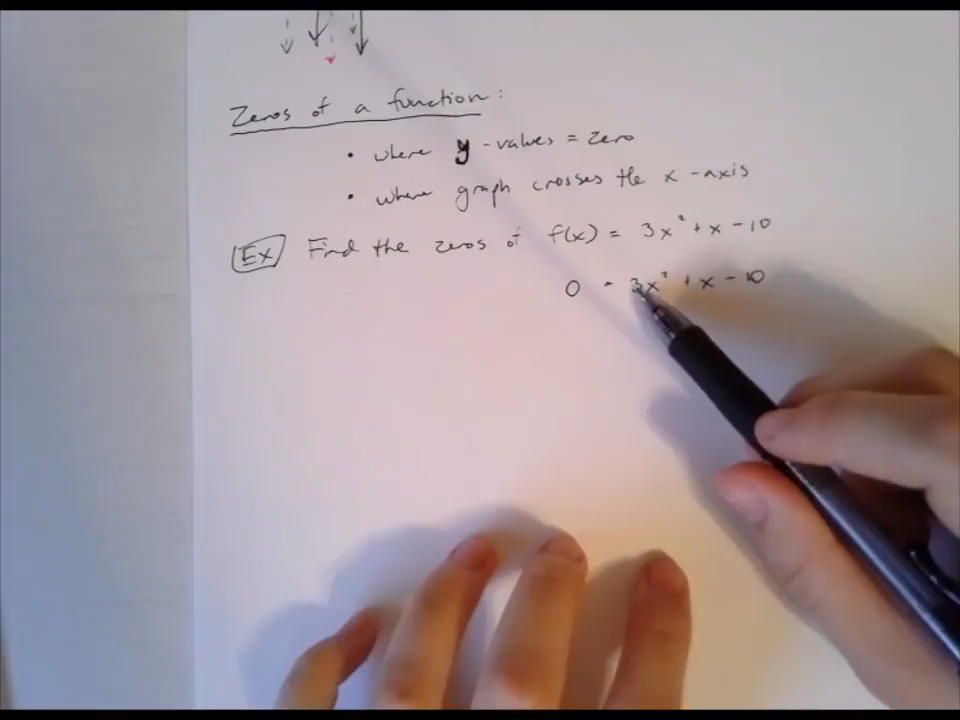 Zeros of a function:
• where y-values = zero
• where graph crosses the x-axis
Ex Find the zeros of f(x) = 3x² + x - 10
0 = 3x² + x - 10